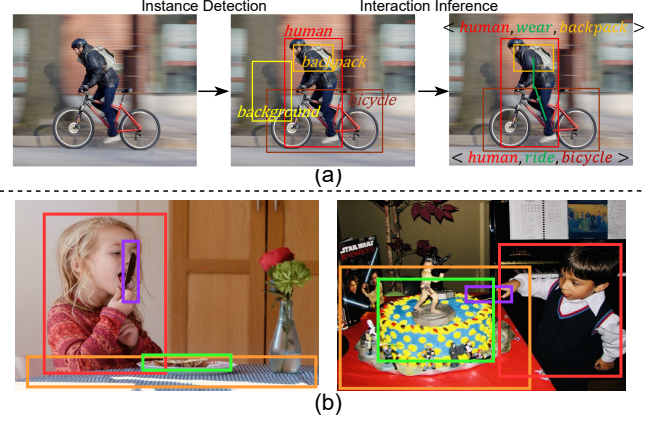 Instance Detection
Interaction Inference
human
backpack
bicycle
background
< human, wear, backpack >
< human, ride, bicycle >
(a)
STAR
WARS
(b)